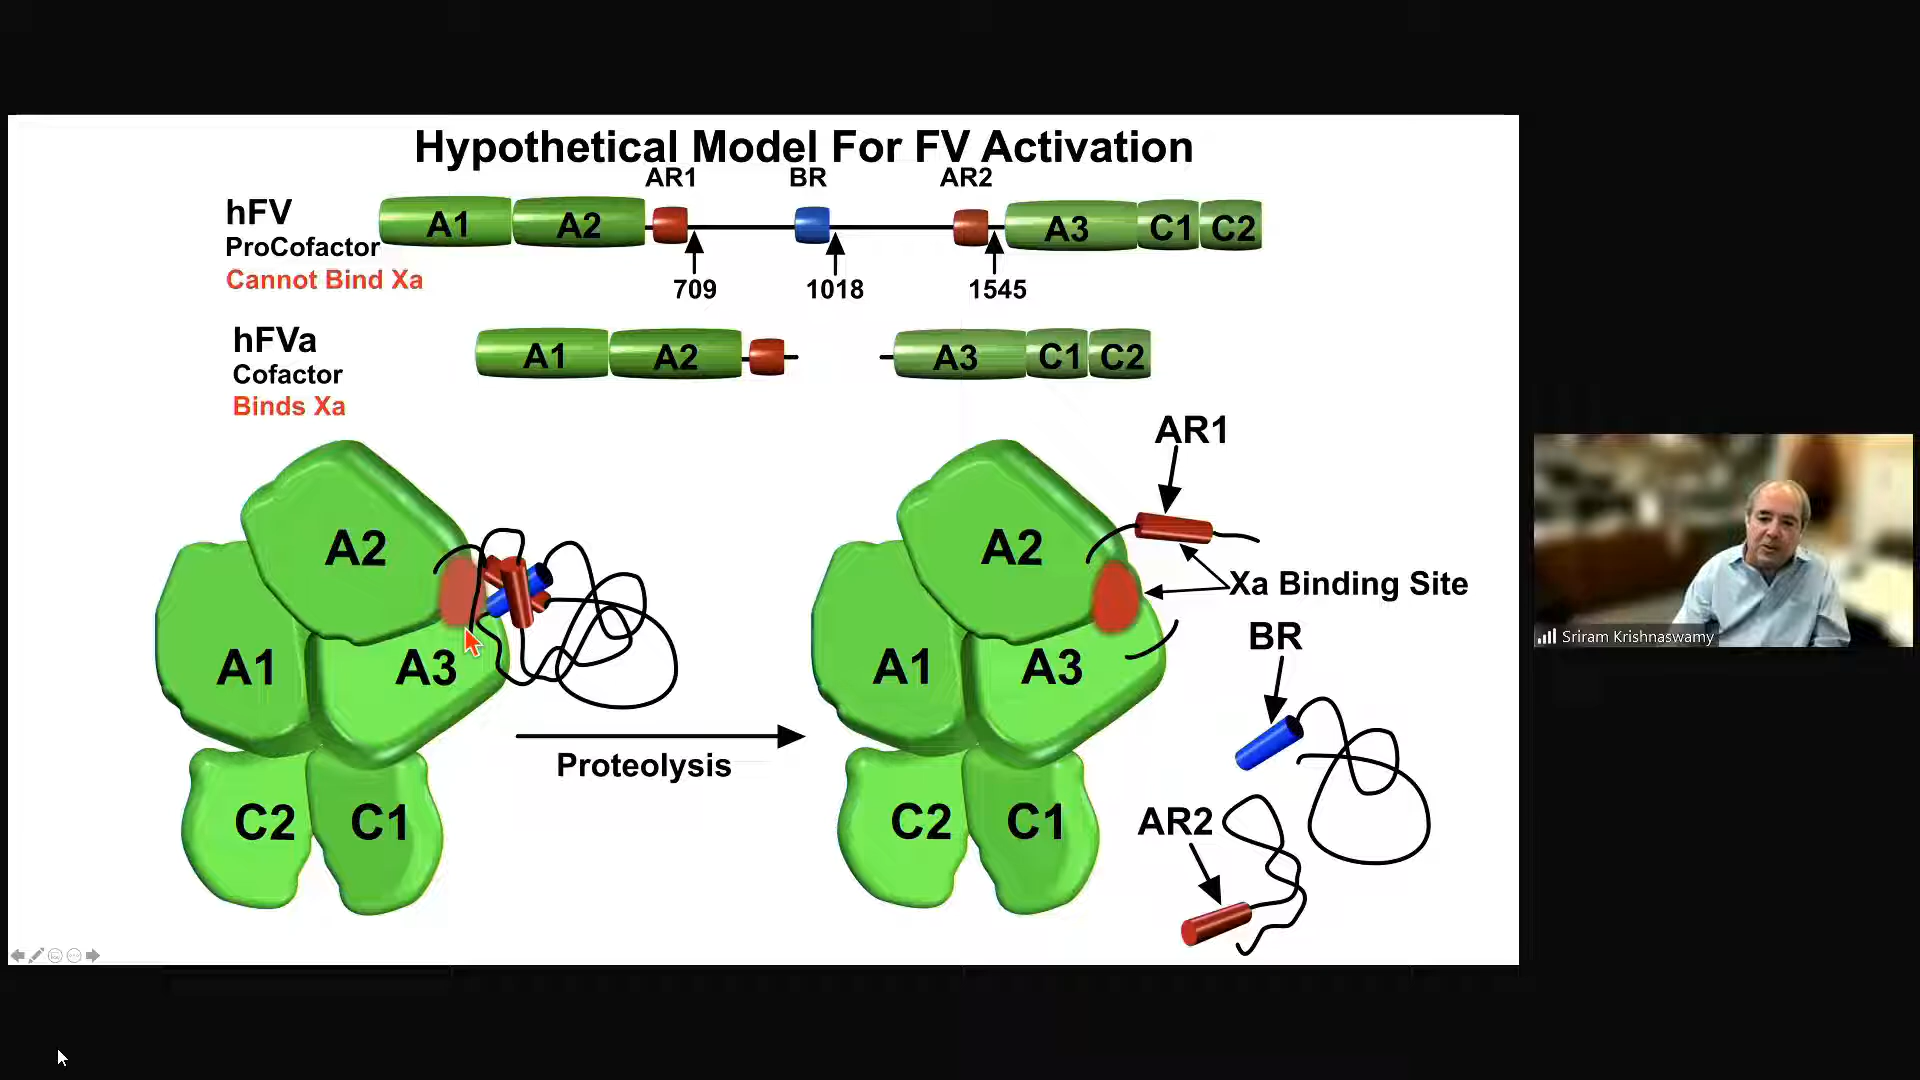 Hypothetical Model For FV Activation
AR1 BR AR2
hFV
ProCofactor
Cannot Bind Xa
A1 A2 A3 C1 C2
709 1018 1545
hFVa
Cofactor
Binds Xa
A1 A2 A3 C1 C2
AR1
A2
A1
A3
C2
C1
Proteolysis
A2
A1
A3
C2
C1
Xa Binding Site
BR
AR2
Sriram Krishnaswamy